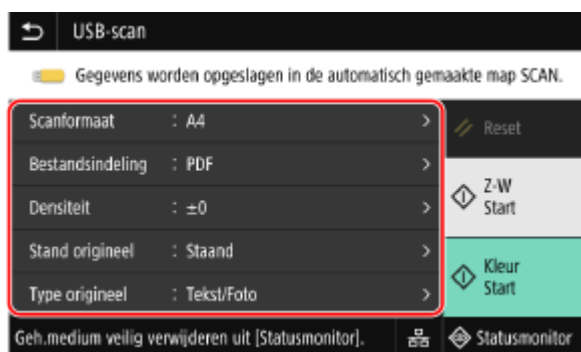 USB-scan
Gegevens worden opgeslagen in de automatisch gemaakte map SCAN.
Scanformaat : A4
Bestandsindeling : PDF
Densiteit : ±0
Stand origineel : Staand
Type origineel : Tekst/Foto
Reset
Z-W
Start
Kleur
Start
Geh.medium veilig verwijderen uit [Statusmonitor].
Statusmonitor